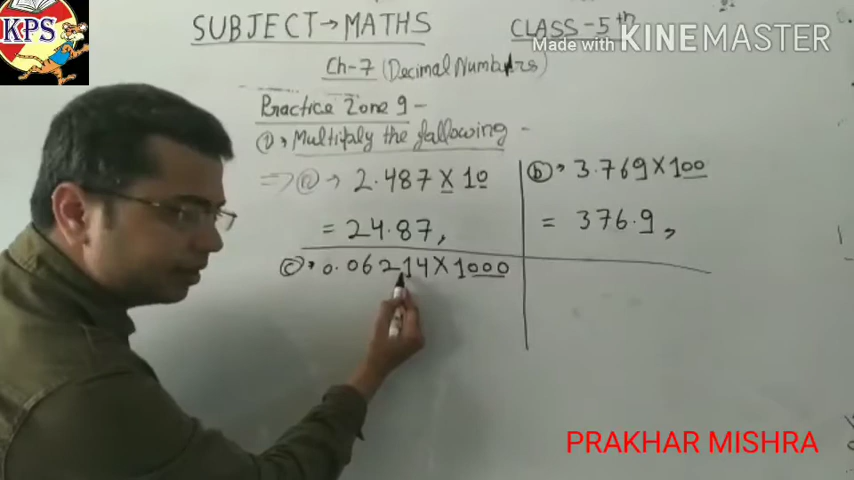 KPS
SUBJECT → MATHS
CLASS - 5th
Made with KINEMASTER
Ch-7 (Decimal Numbers)
Practice Zone 9 -
① → Multiply the following -
⇒ ⓐ → 2.487 X 10
= 24.87,
ⓑ → 3.769 X 100
= 376.9,
ⓒ → 0.06214 X 1000
PRAKHAR MISHRA